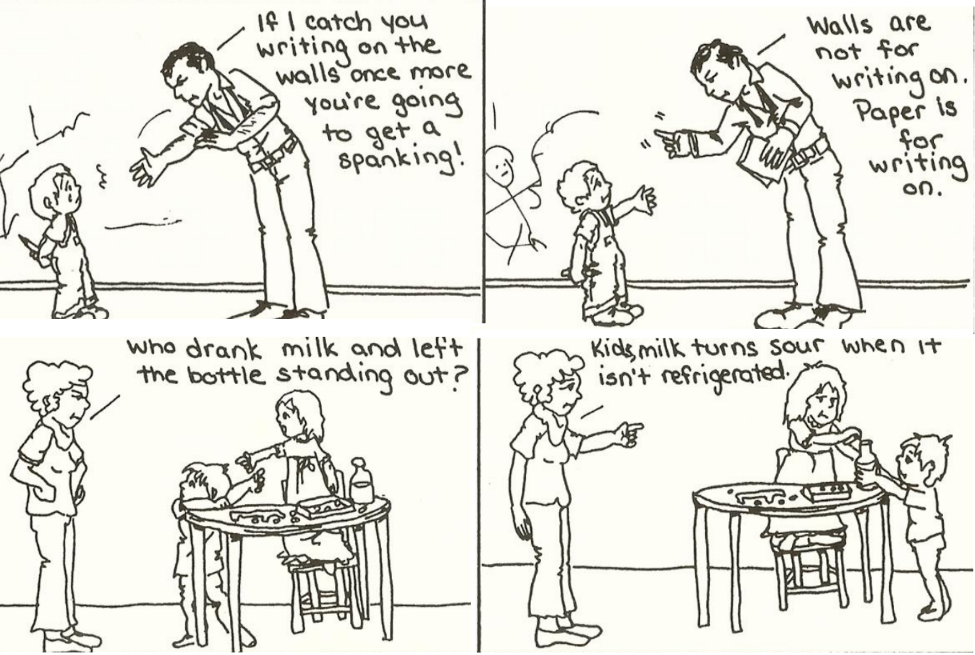 If I catch you
writing on the
walls once more
you're going
to get a
spanking!
Walls are
not for
writing on.
Paper is
for
writing
on.
Who drank milk and left
the bottle standing out?
Kids, milk turns sour when it
isn't refrigerated.